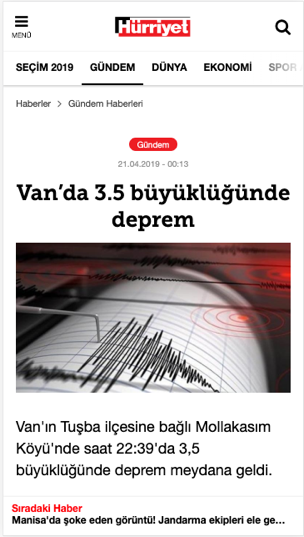 MENÜ
Hürriyet
SEÇİM 2019 GÜNDEM DÜNYA EKONOMİ SPOR
Haberler > Gündem Haberleri
Gündem
21.04.2019 - 00:13
Van’da 3.5 büyüklüğünde
deprem
Van'ın Tuşba ilçesine bağlı Mollakasım
Köyü'nde saat 22:39'da 3,5
büyüklüğünde deprem meydana geldi.
Sıradaki Haber
Manisa'da şoke eden görüntü! Jandarma ekipleri ele ge...